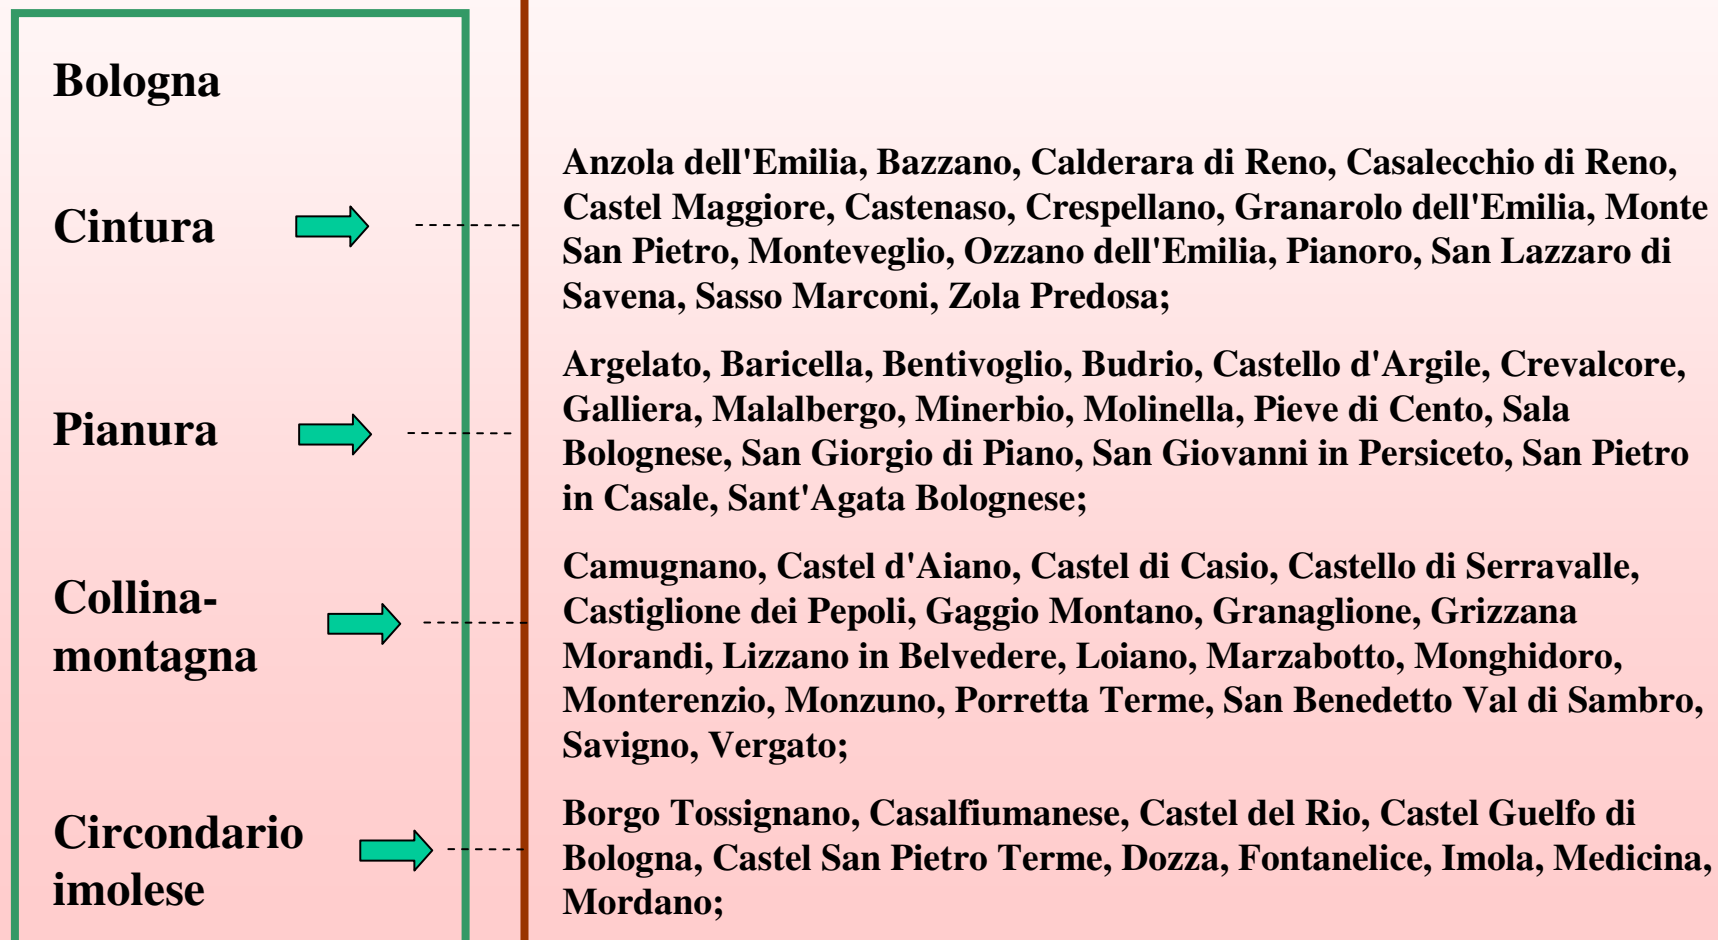 Bologna
Cintura
Anzola dell'Emilia, Bazzano, Calderara di Reno, Casalecchio di Reno,
Castel Maggiore, Castenaso, Crespellano, Granarolo dell'Emilia, Monte
San Pietro, Monteveglio, Ozzano dell'Emilia, Pianoro, San Lazzaro di
Savena, Sasso Marconi, Zola Predosa;
Pianura
Argelato, Baricella, Bentivoglio, Budrio, Castello d'Argile, Crevalcore,
Galliera, Malalbergo, Minerbio, Molinella, Pieve di Cento, Sala
Bolognese, San Giorgio di Piano, San Giovanni in Persiceto, San Pietro
in Casale, Sant'Agata Bolognese;
Collina-
montagna
Camugnano, Castel d'Aiano, Castel di Casio, Castello di Serravalle,
Castiglione dei Pepoli, Gaggio Montano, Granaglione, Grizzana
Morandi, Lizzano in Belvedere, Loiano, Marzabotto, Monghidoro,
Monterenzio, Monzuno, Porretta Terme, San Benedetto Val di Sambro,
Savigno, Vergato;
Circondario
imolese
Borgo Tossignano, Casalfiumanese, Castel del Rio, Castel Guelfo di
Bologna, Castel San Pietro Terme, Dozza, Fontanelice, Imola, Medicina,
Mordano;